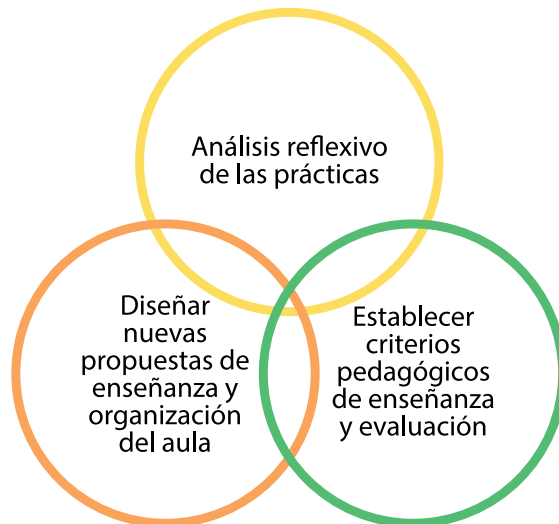 Análisis reflexivo
de las prácticas
Diseñar
nuevas
propuestas de
enseñanza y
organización
del aula
Establecer
criterios
pedagógicos
de enseñanza
y evaluación